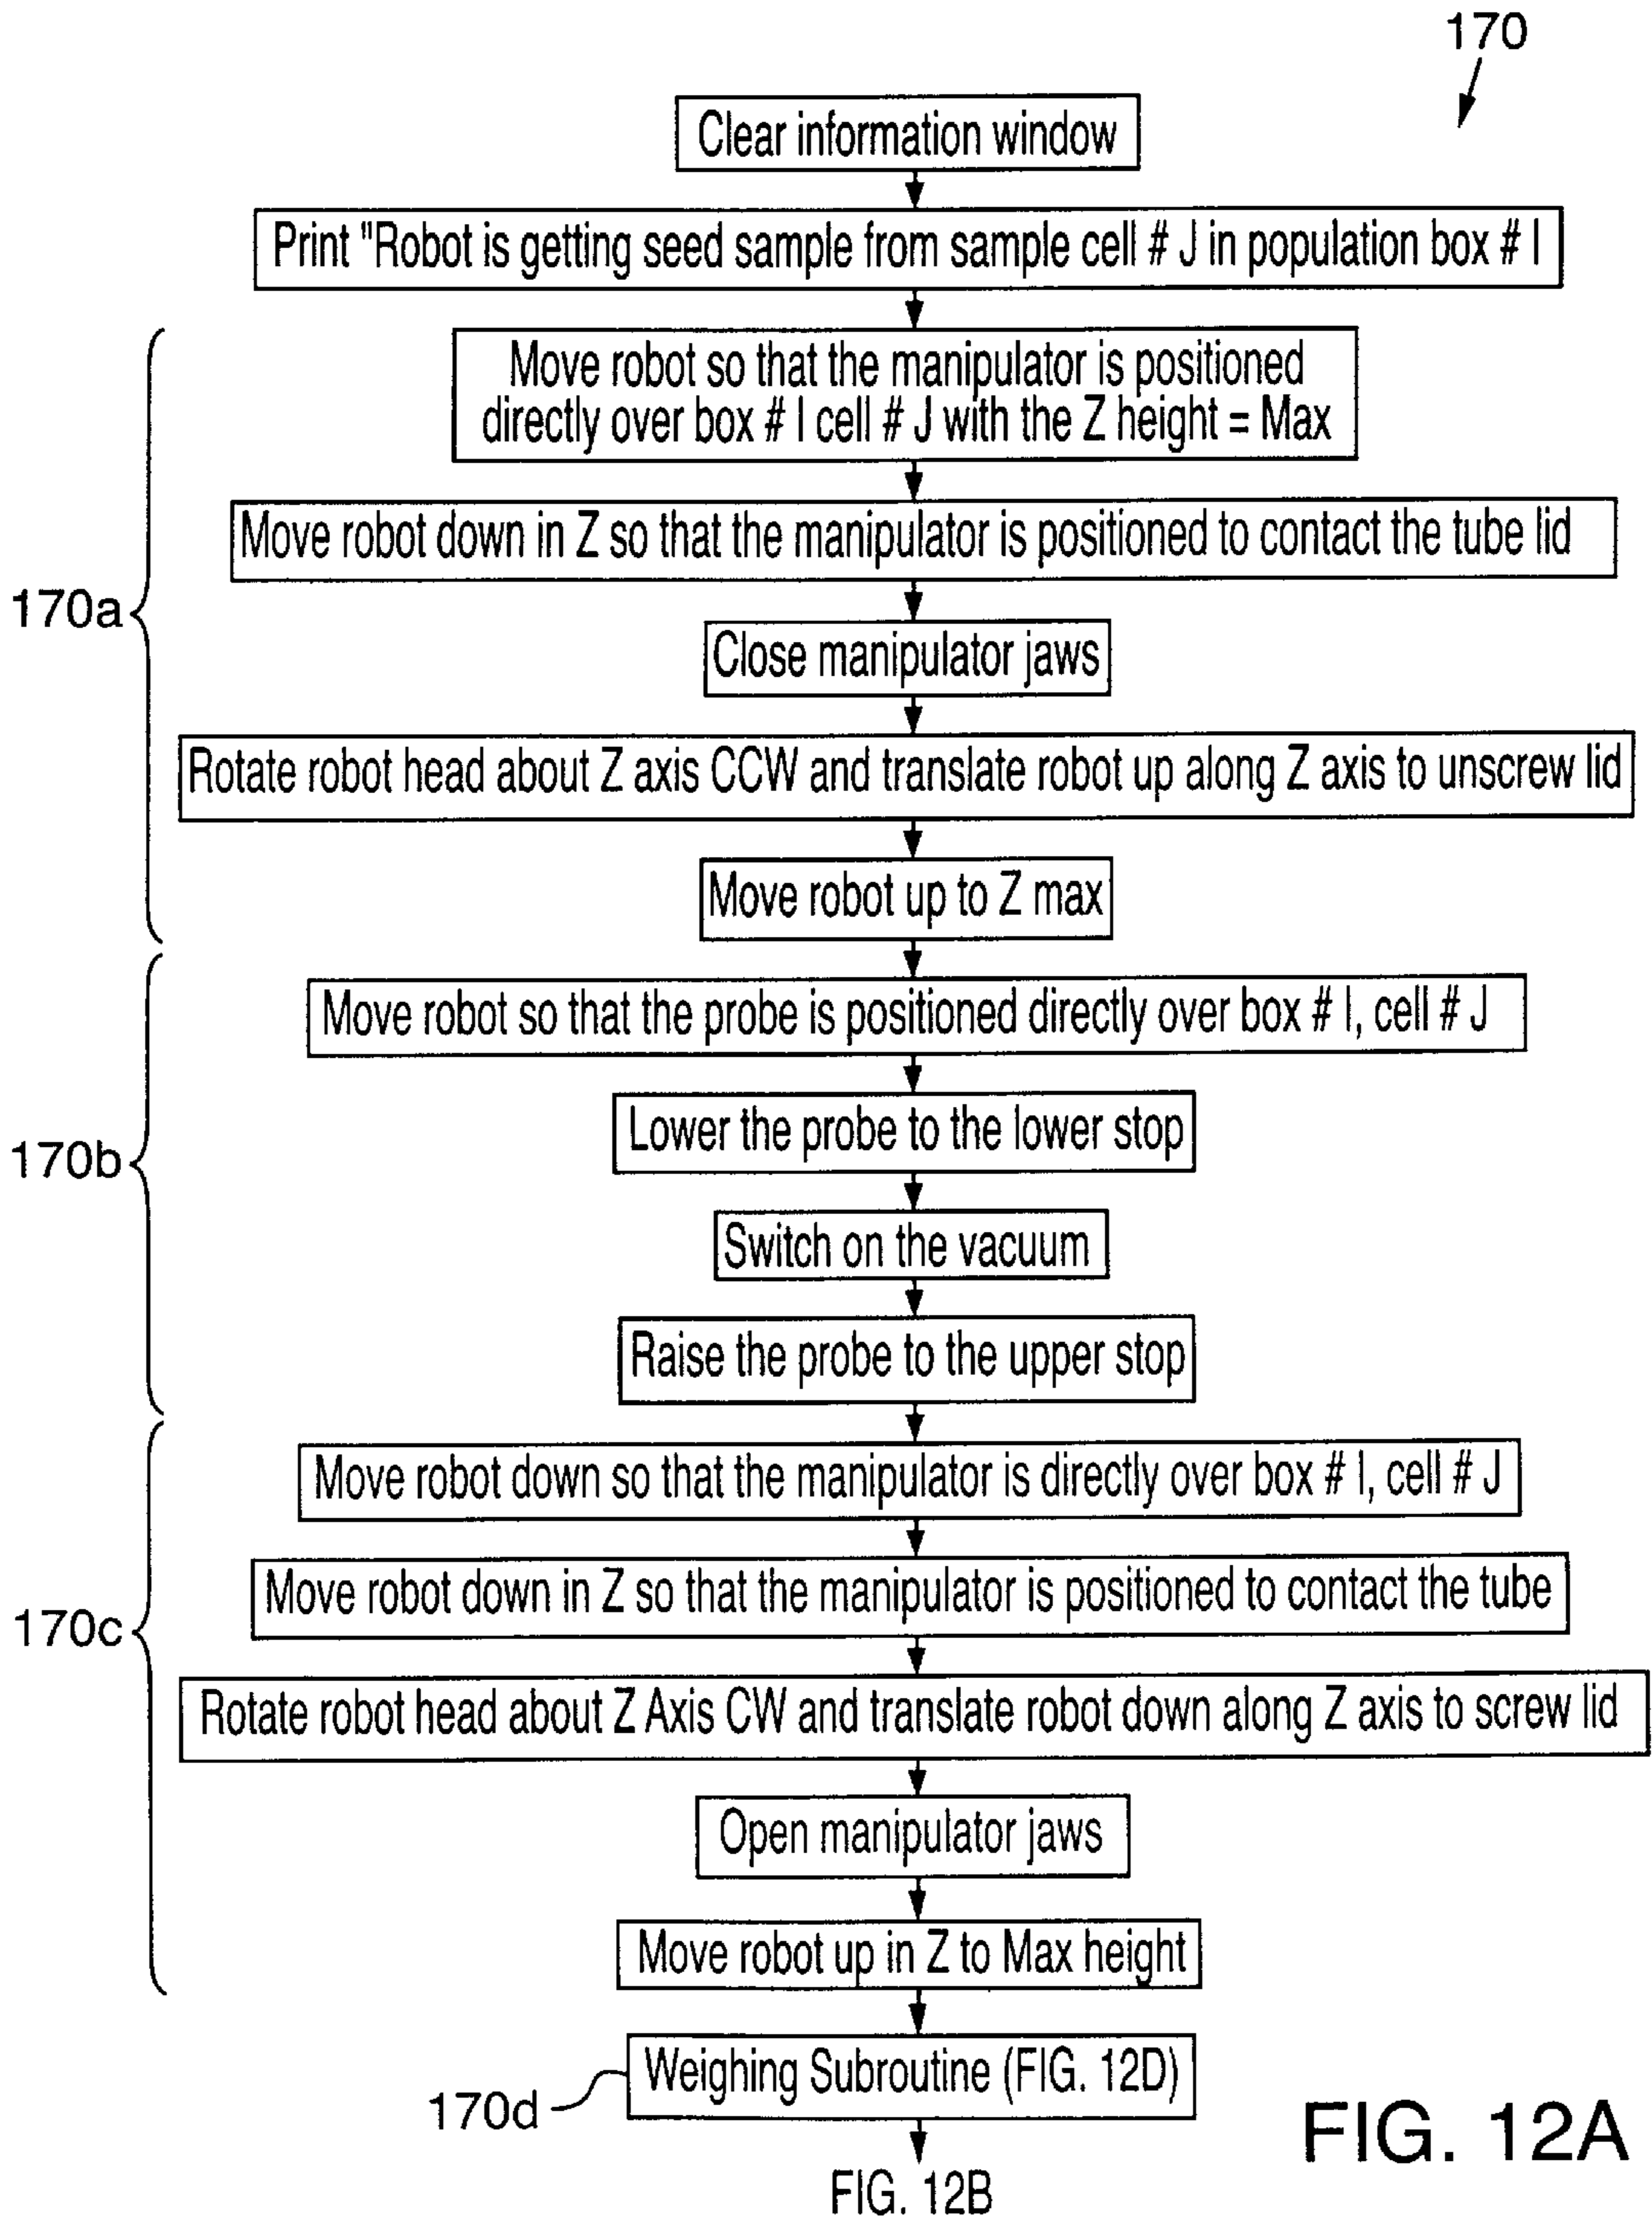 170
Clear information window
Print "Robot is getting seed sample from sample cell # J in population box # I
Move robot so that the manipulator is positioned
directly over box # I cell # J with the Z height = Max
Move robot down in Z so that the manipulator is positioned to contact the tube lid
170a
Close manipulator jaws
Rotate robot head about Z axis CCW and translate robot up along Z axis to unscrew lid
Move robot up to Z max
Move robot so that the probe is positioned directly over box # I, cell # J
Lower the probe to the lower stop
170b
Switch on the vacuum
Raise the probe to the upper stop
Move robot down so that the manipulator is directly over box # I, cell # J
Move robot down in Z so that the manipulator is positioned to contact the tube
170c
Rotate robot head about Z Axis CW and translate robot down along Z axis to screw lid
Open manipulator jaws
Move robot up in Z to Max height
Weighing Subroutine (FIG. 12D)
170d
FIG. 12A
FIG. 12B